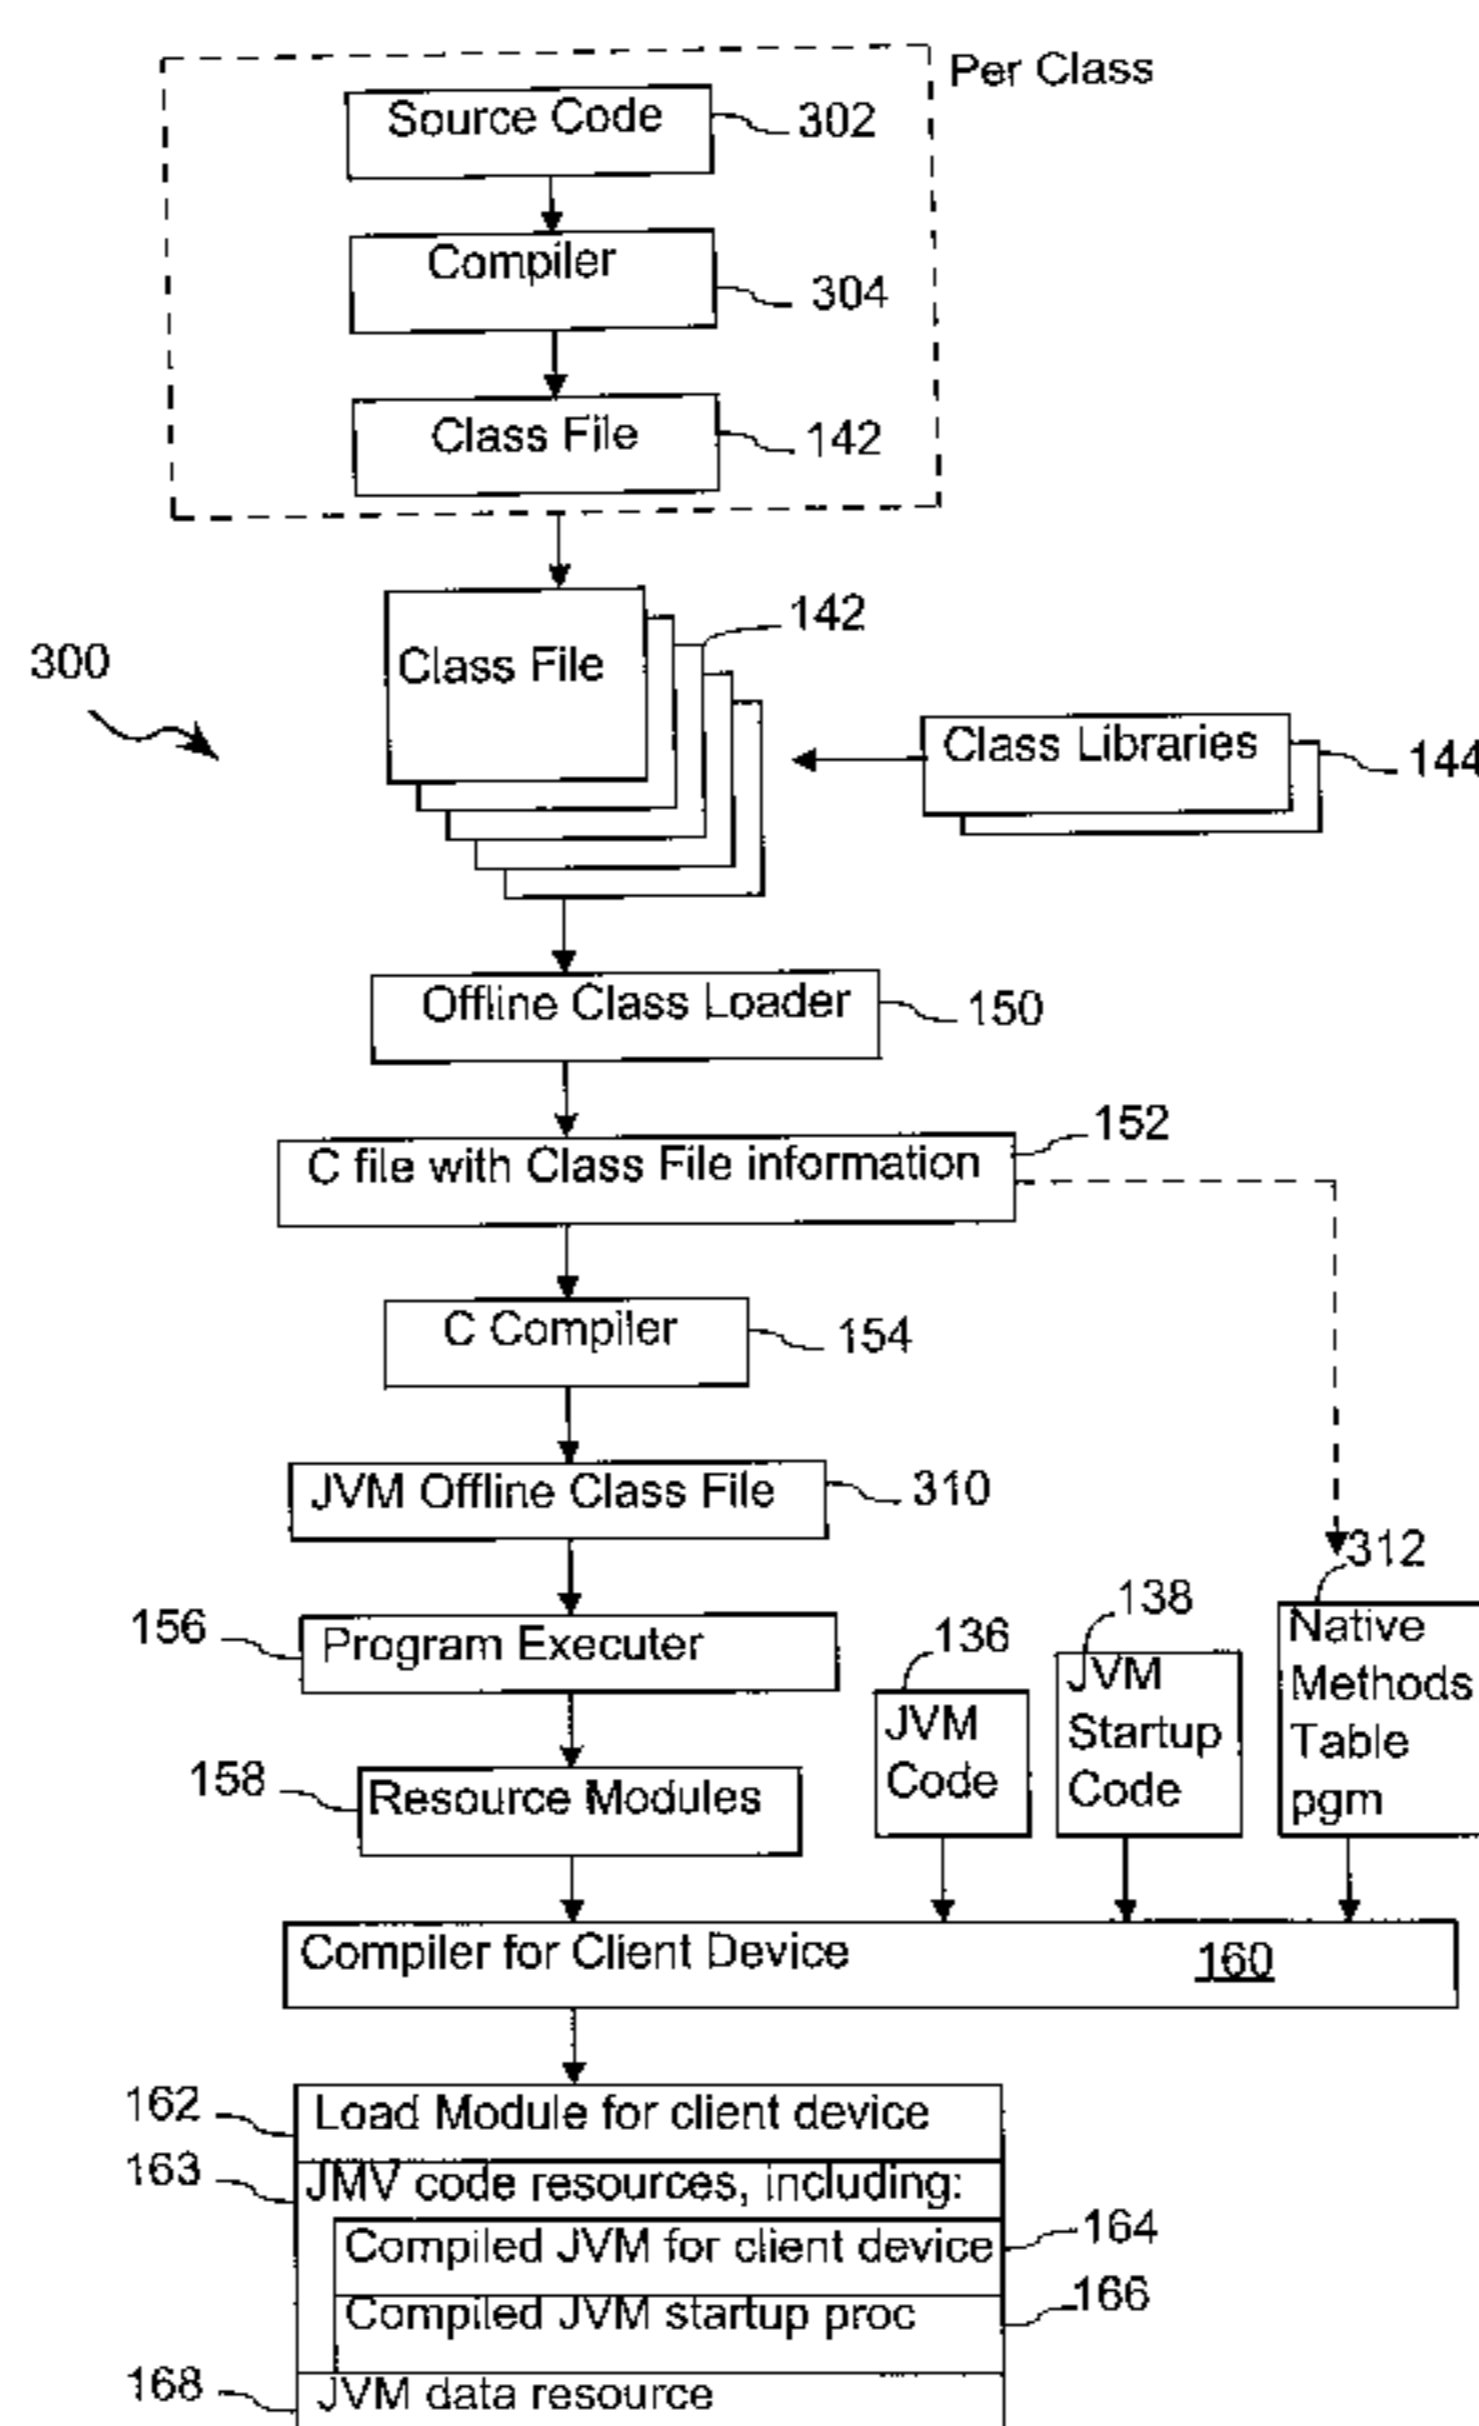 Per Class
Source Code
302
Compiler
304
Class File
142
142
Class File
300
Class Libraries
144
Offline Class Loader
150
152
C file with Class File information
C Compiler
154
JVM Offline Class File
310
312
138
156
Program Executer
136
Native
Methods
Table
pgm
JVM
Startup
Code
JVM
Code
158
Resource Modules
Compiler for Client Device
160
162
Load Module for client device
163
JMV code resources, including:
164
Compiled JVM for client device
166
Compiled JVM startup proc
168
JVM data resource